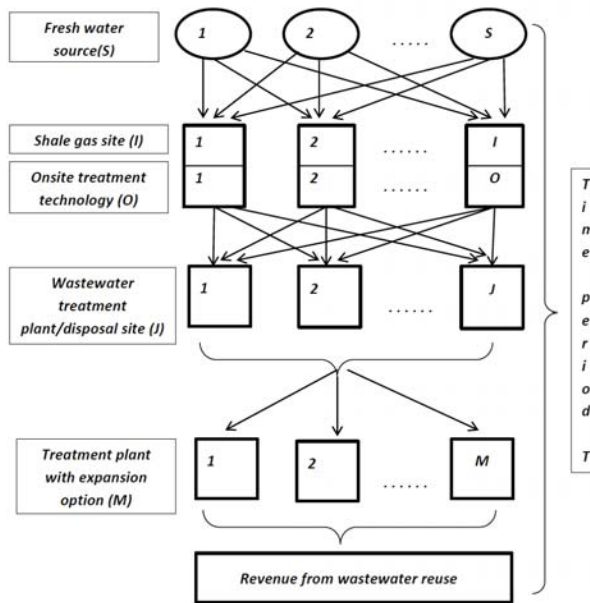 Fresh water
source(S)
1 2 ..... S
Shale gas site (I)
1 2 ...... I
Onsite treatment
technology (O)
1 2 ...... O
Wastewater
treatment
plant/disposal site (J)
1 2 ...... J
Treatment plant
with expansion
option (M)
1 2 ...... M
Revenue from wastewater reuse
T
i
m
e
p
e
r
i
o
d
T